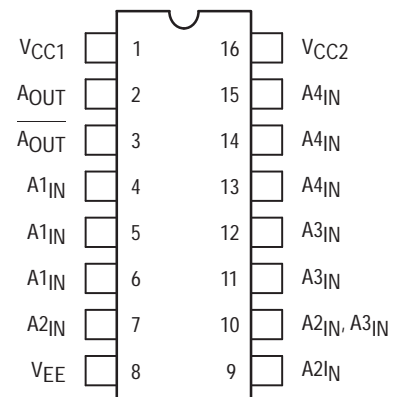 VCC1 1 16 VCC2
AOUT 2 15 A4IN
AOUT 3 14 A4IN
A1IN 4 13 A4IN
A1IN 5 12 A3IN
A1IN 6 11 A3IN
A2IN 7 10 A2IN, A3IN
VEE 8 9 A2IN